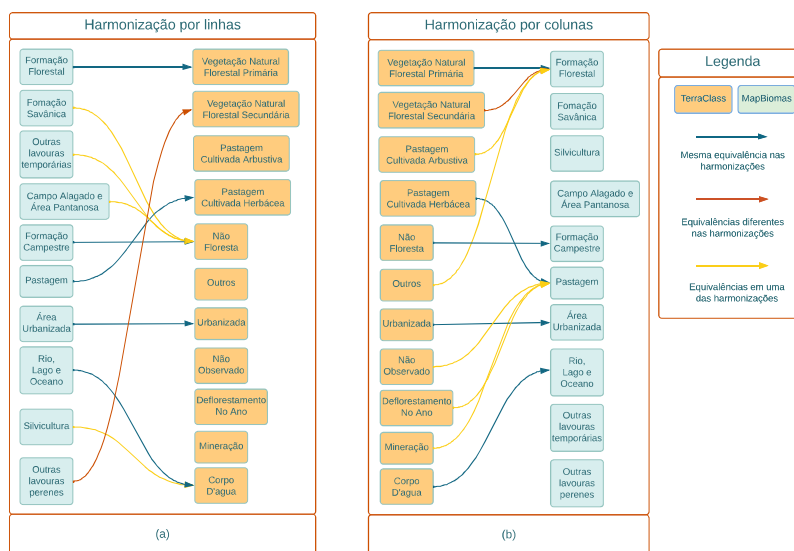 Harmonização por linhas
Formação
Florestal
Fomação
Savânica
Outras
lavouras
temporárias
Campo Alagado e
Área Pantanosa
Formação
Campestre
Pastagem
Área
Urbanizada
Rio,
Lago e
Oceano
Silvicultura
Outras
lavouras
perenes
Vegetação Natural
Florestal Primária
Vegetação Natural
Florestal Secundária
Pastagem
Cultivada Arbustiva
Pastagem
Cultivada Herbácea
Não
Floresta
Outros
Urbanizada
Não
Observado
Deflorestamento
No Ano
Mineração
Corpo
D'agua
(a)
Harmonização por colunas
Vegetação Natural
Florestal Primária
Vegetação Natural
Florestal Secundária
Pastagem
Cultivada Arbustiva
Pastagem
Cultivada Herbácea
Não
Floresta
Outros
Urbanizada
Não
Observado
Deflorestamento
No Ano
Mineração
Corpo
D'agua
Formação
Florestal
Fomação
Savânica
Silvicultura
Campo Alagado e
Área Pantanosa
Formação
Campestre
Pastagem
Área
Urbanizada
Rio,
Lago e
Oceano
Outras
lavouras
temporárias
Outras
lavouras
perenes
(b)
Legenda
TerraClass MapBiomas
Mesma equivalência nas
harmonizações
Equivalências diferentes
nas harmonizações
Equivalências em uma
das harmonizações